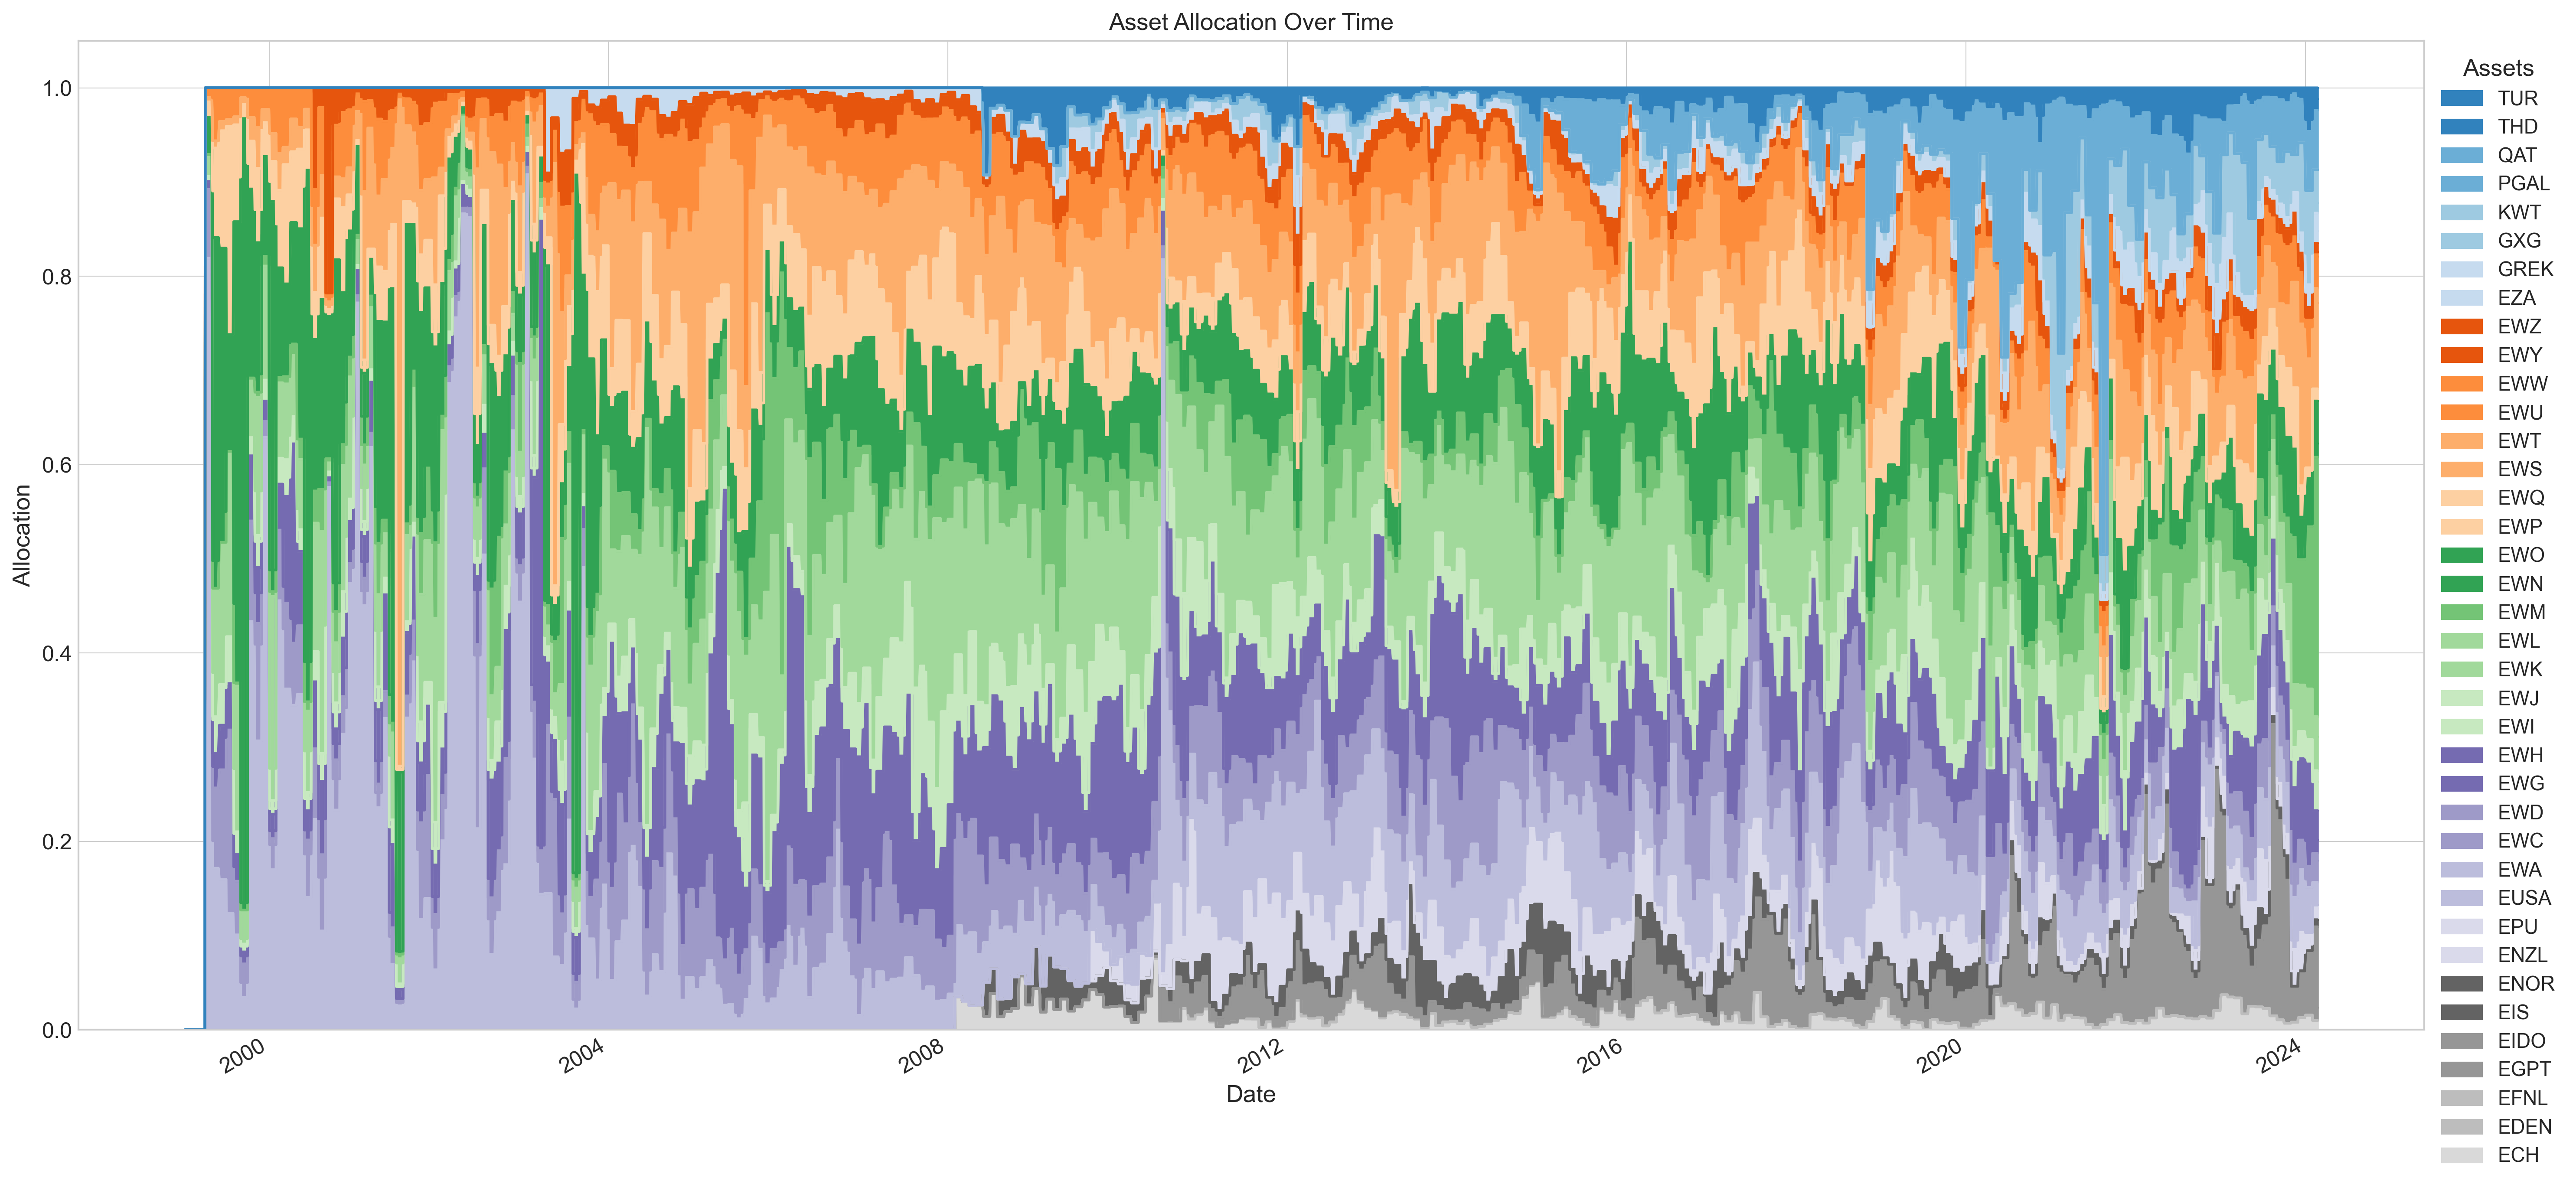 Asset Allocation Over Time
Allocation
1.0
0.8
0.6
0.4
0.2
0.0
2000
2004
2008
2012
2016
2020
2024
Date
Assets
TUR
THD
QAT
PGAL
KWT
GXG
GREK
EZA
EWZ
EWY
EWW
EWU
EWT
EWS
EWQ
EWP
EWO
EWN
EWM
EWL
EWK
EWJ
EWI
EWH
EWG
EWD
EWC
EWA
EUSA
EPU
ENZL
ENOR
EIS
EIDO
EGPT
EFNL
EDEN
ECH